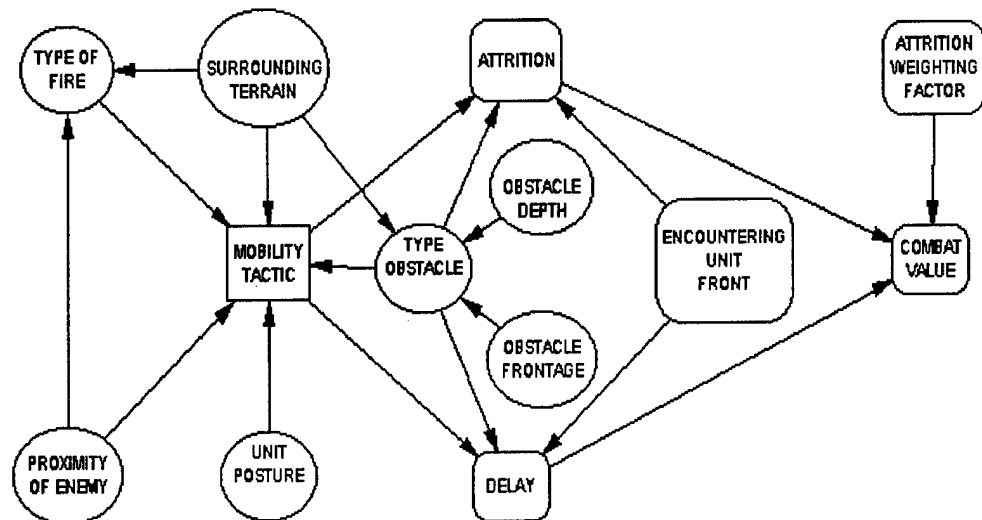 TYPE OF
FIRE
SURROUNDING
TERRAIN
ATTRITION
ATTRITION
WEIGHTING
FACTOR
OBSTACLE
DEPTH
MOBILITY
TACTIC
TYPE
OBSTACLE
ENCOUNTERING
UNIT
FRONT
COMBAT
VALUE
OBSTACLE
FRONTAGE
PROXIMITY
OF ENEMY
UNIT
POSTURE
DELAY